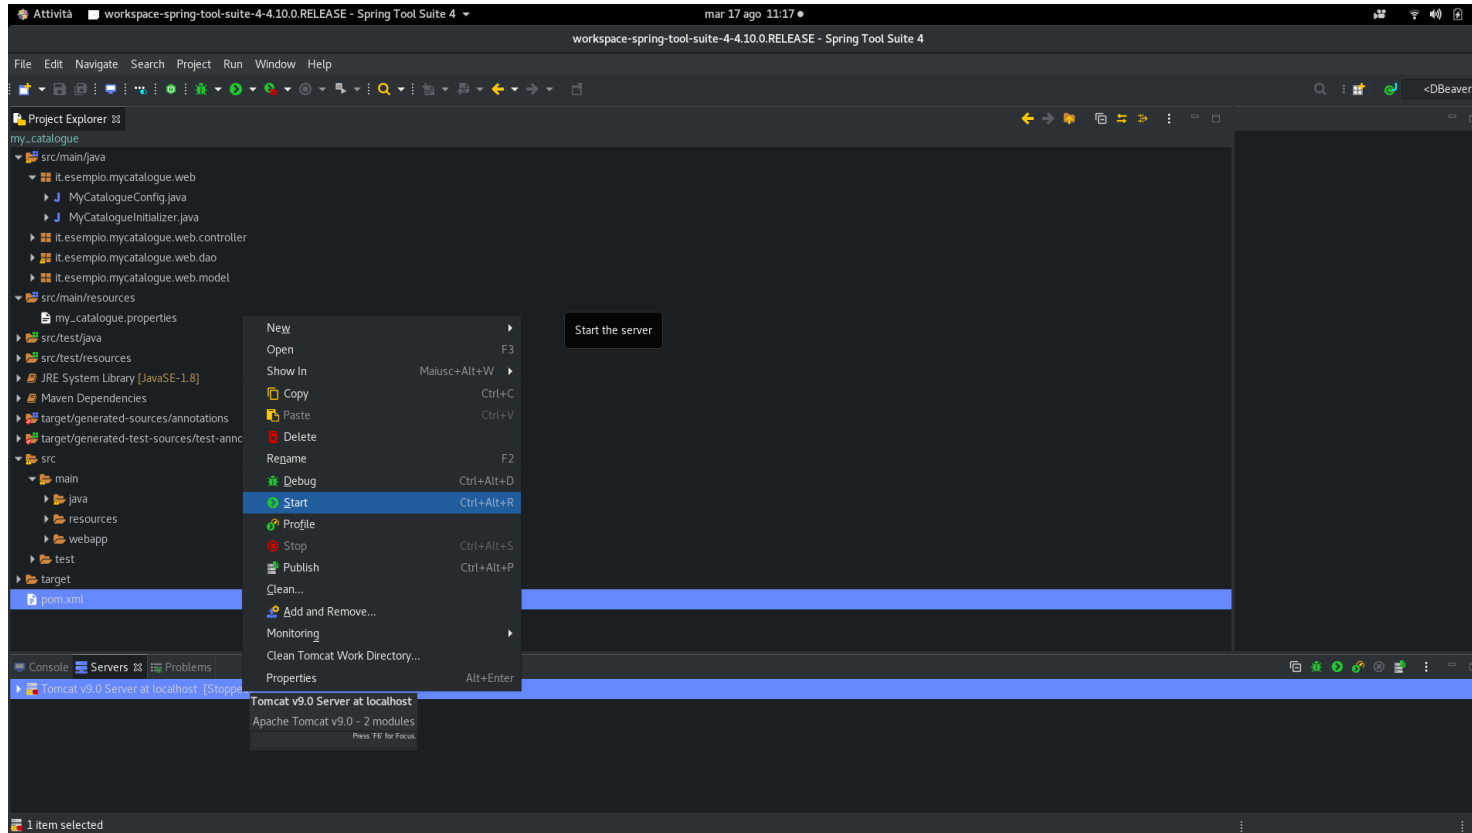 Attività workspace-spring-tool-suite-4-4.10.0.RELEASE - Spring Tool Suite 4 mar 17 ago 11:17
workspace-spring-tool-suite-4-4.10.0.RELEASE - Spring Tool Suite 4
File Edit Navigate Search Project Run Window Help
<DBeaver
Project Explorer
my_catalogue
src/main/java
it.esempio.mycatalogue.web
MyCatalogueConfig.java
MyCatalogueInitializer.java
it.esempio.mycatalogue.web.controller
it.esempio.mycatalogue.web.dao
it.esempio.mycatalogue.web.model
src/main/resources
my_catalogue.properties
src/test/java
src/test/resources
JRE System Library [JavaSE-1.8]
Maven Dependencies
target/generated-sources/annotations
target/generated-test-sources/test-anno
src
main
java
resources
webapp
test
target
pom.xml
New
Open F3
Show In Maiusc+Alt+W
Copy Ctrl+C
Paste Ctrl+V
Delete
Rename F2
Debug Ctrl+Alt+D
Start Ctrl+Alt+R
Profile
Stop Ctrl+Alt+S
Publish Ctrl+Alt+P
Clean...
Add and Remove...
Monitoring
Clean Tomcat Work Directory...
Properties Alt+Enter
Start the server
Console Servers Problems
Tomcat v9.0 Server at localhost [Stoppe
Tomcat v9.0 Server at localhost
Apache Tomcat v9.0 - 2 modules
Press 'F6' for Focus.
1 item selected